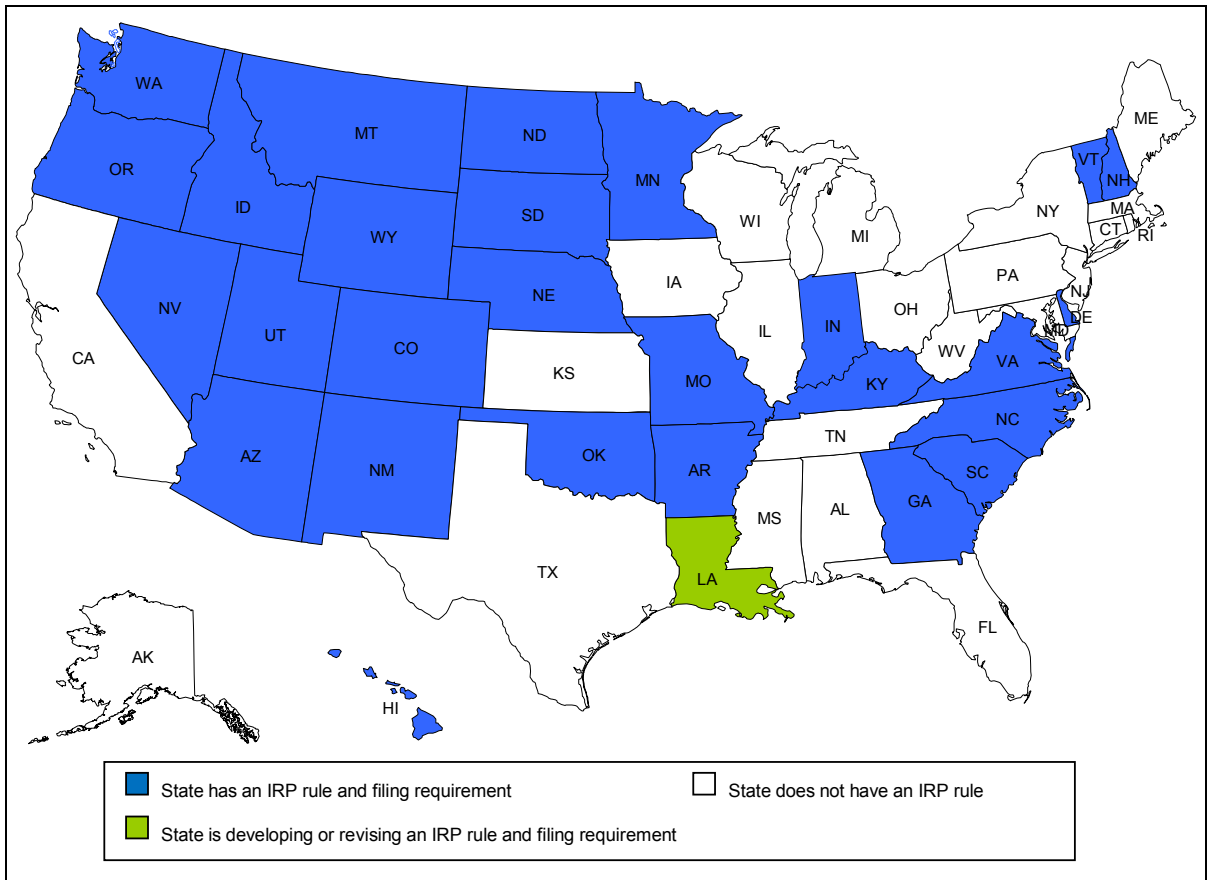 WA
MT
ND
MN
ME
VT
NH
OR
ID
SD
WI
MI
NY
MA
CT
RI
WY
NE
IA
PA
NJ
NV
UT
CO
IL
IN
OH
DE
MD
WV
VA
CA
KS
MO
KY
AZ
NM
OK
AR
TN
NC
SC
MS
AL
GA
TX
LA
FL
AK
HI
State has an IRP rule and filing requirement
State does not have an IRP rule
State is developing or revising an IRP rule and filing requirement